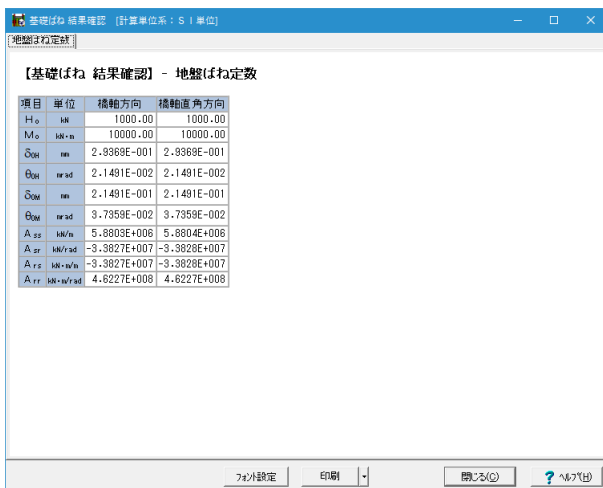 基礎ばね 結果確認 [計算単位系：ＳＩ単位]
地盤ばね定数
【基礎ばね 結果確認】 - 地盤ばね定数
項目 単位 橋軸方向 橋軸直角方向
Ho kN 1000.00 1000.00
Mo kN・m 10000.00 10000.00
δOH mm 2.9369E-001 2.9369E-001
θOH mrad 2.1491E-002 2.1491E-002
δOM mm 2.1491E-001 2.1491E-001
θOM mrad 3.7359E-002 3.7359E-002
Ass kN/m 5.8803E+006 5.8804E+006
Asr kN/rad -3.3827E+007 -3.3828E+007
Ars kN・m/m -3.3827E+007 -3.3828E+007
Arr kN・m/rad 4.6227E+008 4.6227E+008
フォント設定 印刷 閉じる(C) ? ヘルプ(H)